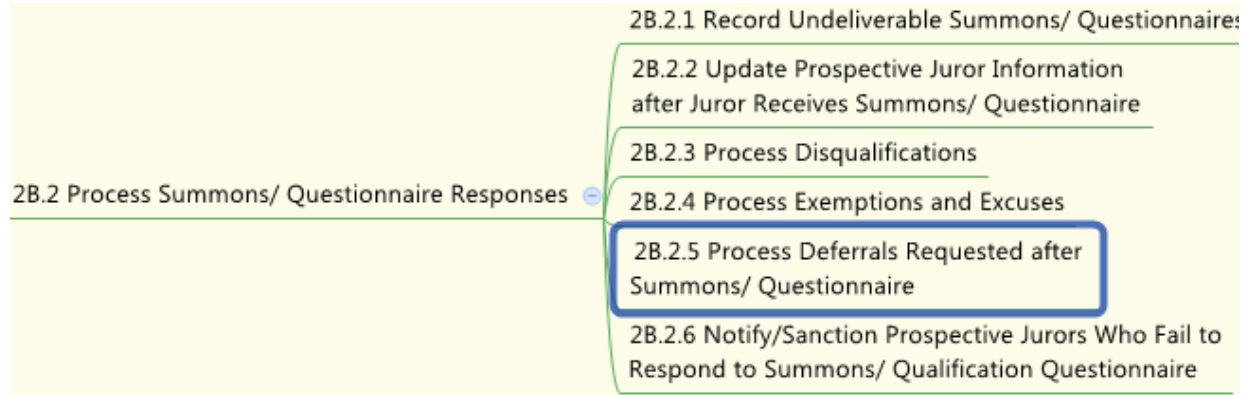 2B.2 Process Summons/ Questionnaire Responses
2B.2.1 Record Undeliverable Summons/ Questionnaires
2B.2.2 Update Prospective Juror Information
after Juror Receives Summons/ Questionnaire
2B.2.3 Process Disqualifications
2B.2.4 Process Exemptions and Excuses
2B.2.5 Process Deferrals Requested after
Summons/ Questionnaire
2B.2.6 Notify/Sanction Prospective Jurors Who Fail to
Respond to Summons/ Qualification Questionnaire